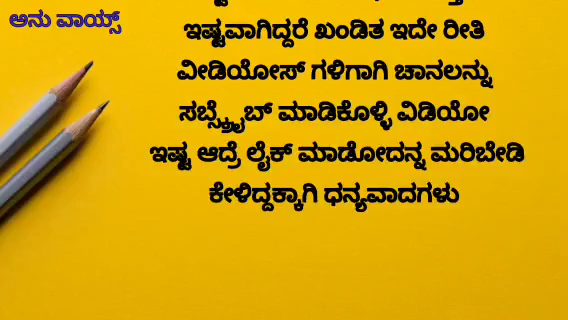 ಅನು ವಾಯ್ಸ್
ಇಷ್ಟವಾಗಿದ್ದರೆ ಖಂಡಿತ ಇದೇ ರೀತಿ
ವೀಡಿಯೋಸ್ ಗಳಿಗಾಗಿ ಚಾನಲನ್ನು
ಸಬ್ಸ್ಕ್ರೈಬ್ ಮಾಡಿಕೊಳ್ಳಿ ವಿಡಿಯೋ
ಇಷ್ಟ ಆದ್ರೆ ಲೈಕ್ ಮಾಡೋದನ್ನ ಮರಿಬೇಡಿ
ಕೇಳಿದ್ದಕ್ಕಾಗಿ ಧನ್ಯವಾದಗಳು